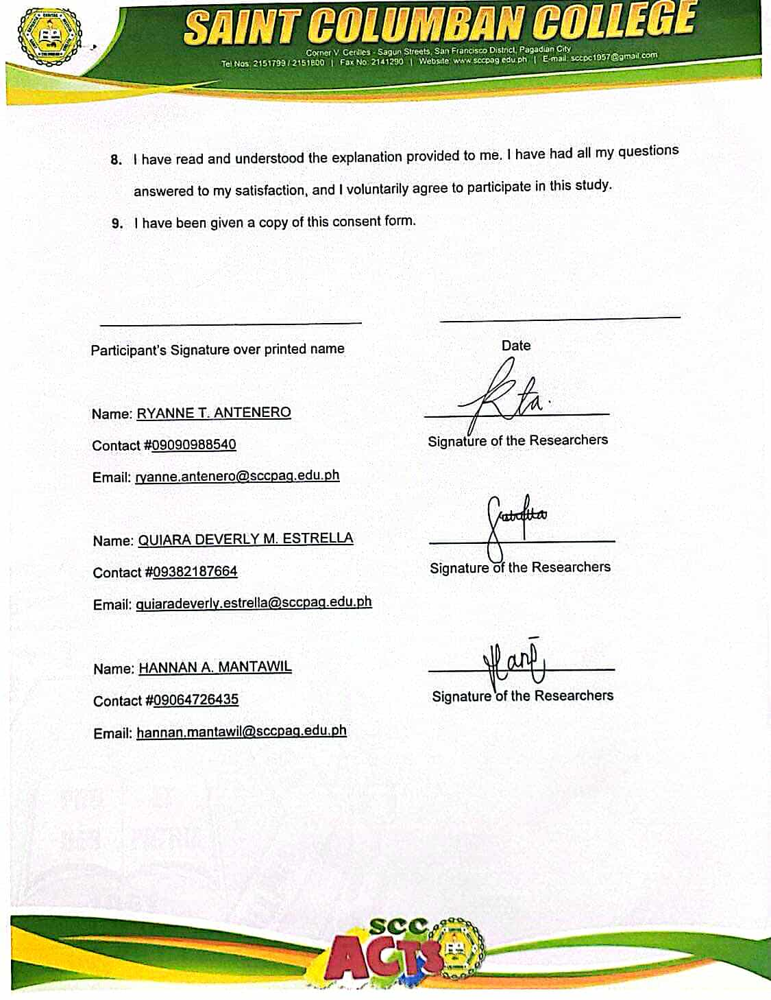 SAINT COLUMBAN COLLEGE
Corner V. Cerilles - Sagun Streets, San Francisco District, Pagadian City
Tel Nos: 2151799 / 2151800 | Fax No: 2141290 | Website: www.sccpag.edu.ph | E-mail: sccpc1957@gmail.com
8. I have read and understood the explanation provided to me. I have had all my questions
answered to my satisfaction, and I voluntarily agree to participate in this study.
9. I have been given a copy of this consent form.
Participant's Signature over printed name
Date
Name: RYANNE T. ANTENERO
Contact #09090988540
Signature of the Researchers
Email: ryanne.antenero@sccpag.edu.ph
Name: QUIARA DEVERLY M. ESTRELLA
Contact #09382187664
Signature of the Researchers
Email: quiaradeverly.estrella@sccpag.edu.ph
Name: HANNAN A. MANTAWIL
Contact #09064726435
Signature of the Researchers
Email: hannan.mantawil@sccpag.edu.ph
SCC
ACTS